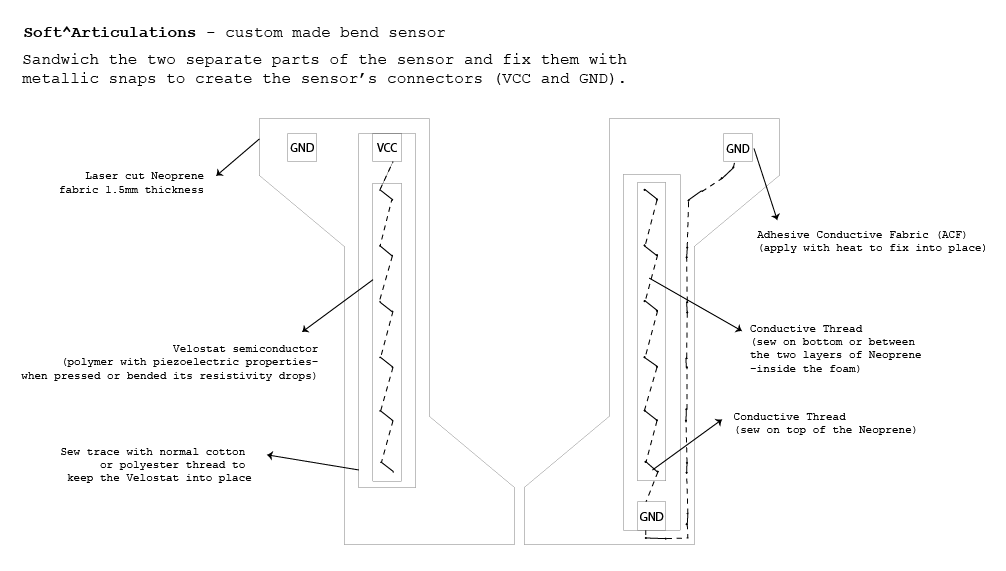 Soft^Articulations - custom made bend sensor
Sandwich the two separate parts of the sensor and fix them with
metallic snaps to create the sensor's connectors (VCC and GND).
GND
VCC
GND
Laser cut Neoprene
fabric 1.5mm thickness
Adhesive Conductive Fabric (ACF)
(apply with heat to fix into place)
Velostat semiconductor
(polymer with piezoelectric properties-
when pressed or bended its resistivity drops)
Conductive Thread
(sew on bottom or between
the two layers of Neoprene
-inside the foam)
Conductive Thread
(sew on top of the Neoprene)
Sew trace with normal cotton
or polyester thread to
keep the Velostat into place
GND